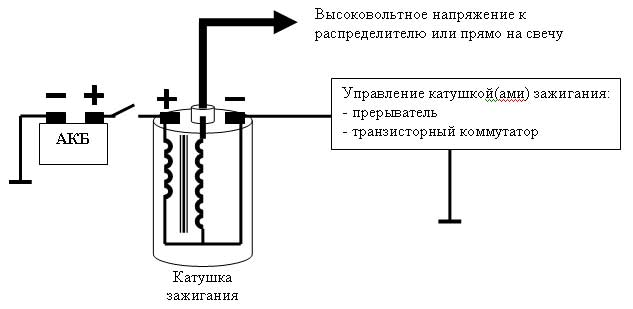 Высоковольтное напряжение к
распределителю или прямо на свечу
− + + −
Управление катушкой(ами) зажигания:
- прерыватель
- транзисторный коммутатор
АКБ
Катушка
зажигания